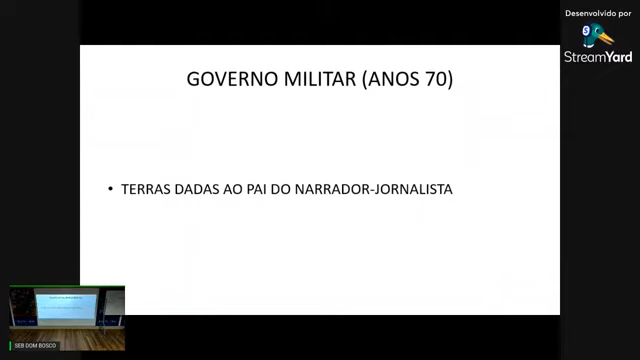 Desenvolvido por
StreamYard
GOVERNO MILITAR (ANOS 70)
• TERRAS DADAS AO PAI DO NARRADOR-JORNALISTA
SEB DOM BOSCO